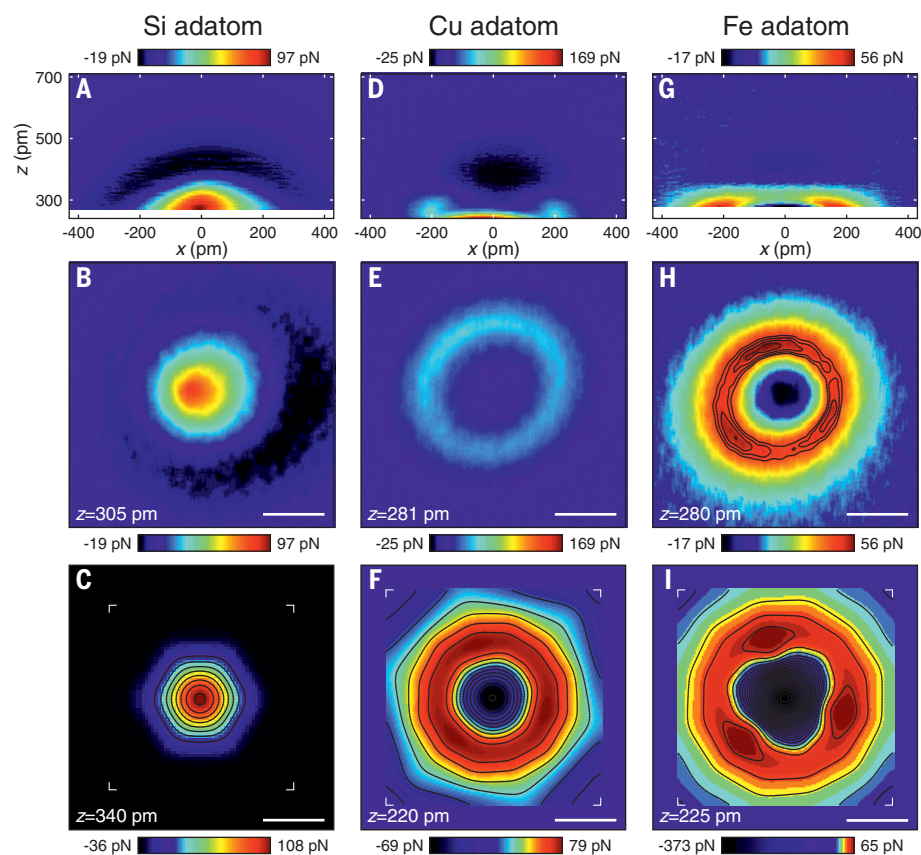 Si adatom Cu adatom Fe adatom
-19 pN 97 pN -25 pN 169 pN -17 pN 56 pN
A D G
700
500
300
z (pm)
-400 -200 0 200 400 -400 -200 0 200 400 -400 -200 0 200 400
x (pm) x (pm) x (pm)
B E H
z=305 pm z=281 pm z=280 pm
-19 pN 97 pN -25 pN 169 pN -17 pN 56 pN
C F I
z=340 pm z=220 pm z=225 pm
-36 pN 108 pN -69 pN 79 pN -373 pN 65 pN